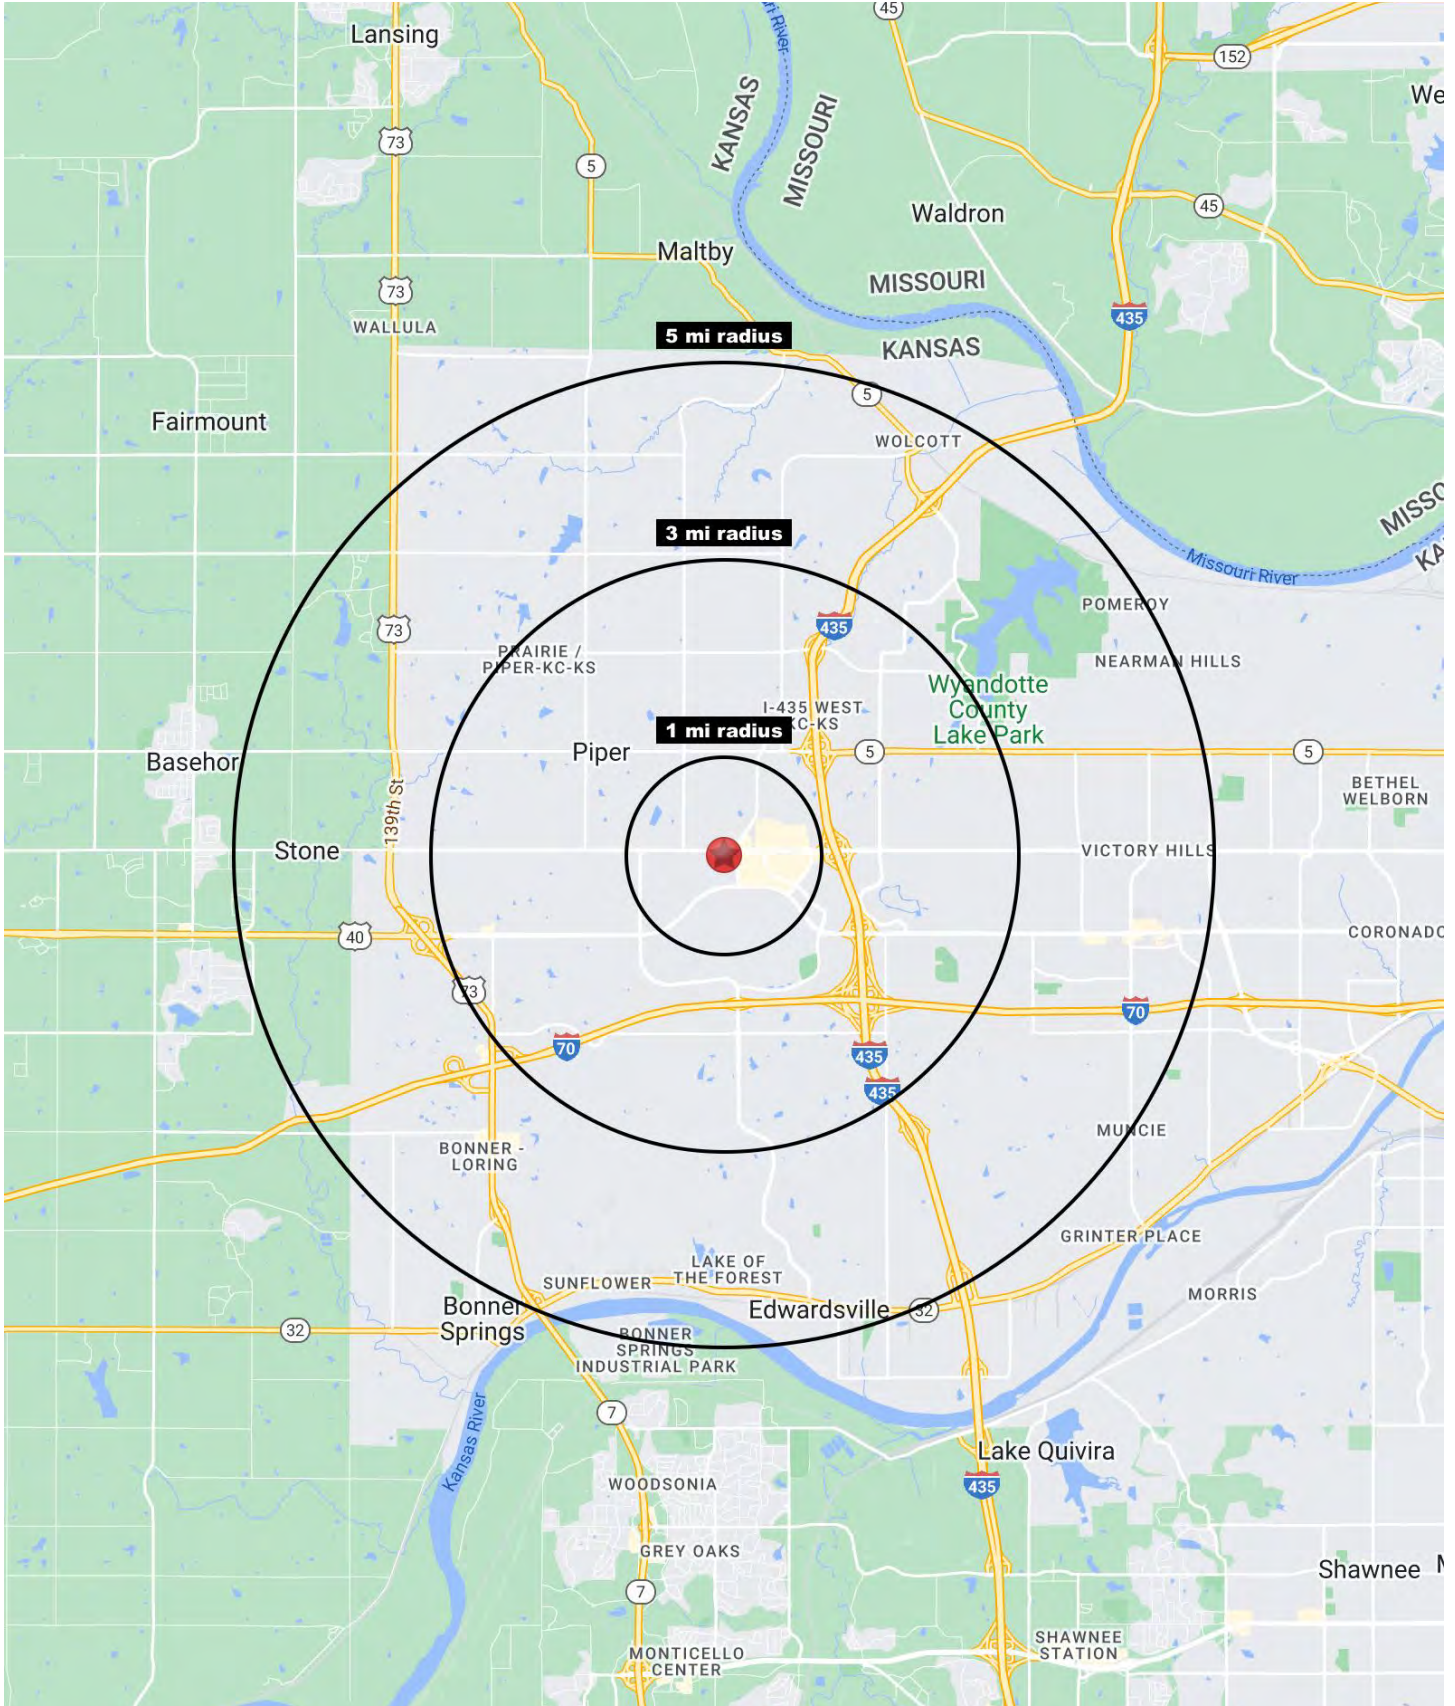 45
Lansing
ri River
152
We
73
KANSAS
MISSOURI
5
45
Waldron
Maltby
MISSOURI
73
435
WALLULA
5 mi radius
KANSAS
5
Fairmount
WOLCOTT
MISSO
KA
3 mi radius
Missouri River
POMEROY
73
435
PRAIRIE /
PIPER-KC-KS
NEARMAN HILLS
Wyandotte
County
Lake Park
I-435 WEST
KC-KS
1 mi radius
Piper
5
5
Basehor
BETHEL
WELBORN
139th St
Stone
VICTORY HILLS
40
CORONADO
73
70
70
435
435
MUNCIE
BONNER -
LORING
GRINTER PLACE
LAKE OF
THE FOREST
SUNFLOWER
MORRIS
Bonner
Springs
Edwardsville
32
32
BONNER
SPRINGS
INDUSTRIAL PARK
7
Kansas River
Lake Quivira
WOODSONIA
435
GREY OAKS
Shawnee
7
SHAWNEE
STATION
MONTICELLO
CENTER